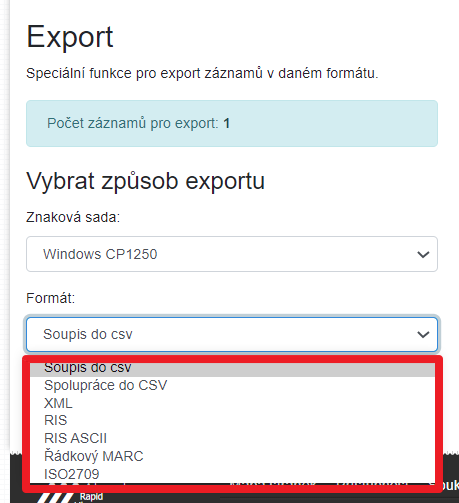 Export
Speciální funkce pro export záznamů v daném formátu.
Počet záznamů pro export: 1
Vybrat způsob exportu
Znaková sada:
Windows CP1250
Formát:
Soupis do csv
Soupis do csv
Spolupráce do CSV
XML
RIS
RIS ASCII
Řádkový MARC
ISO2709
Rapid